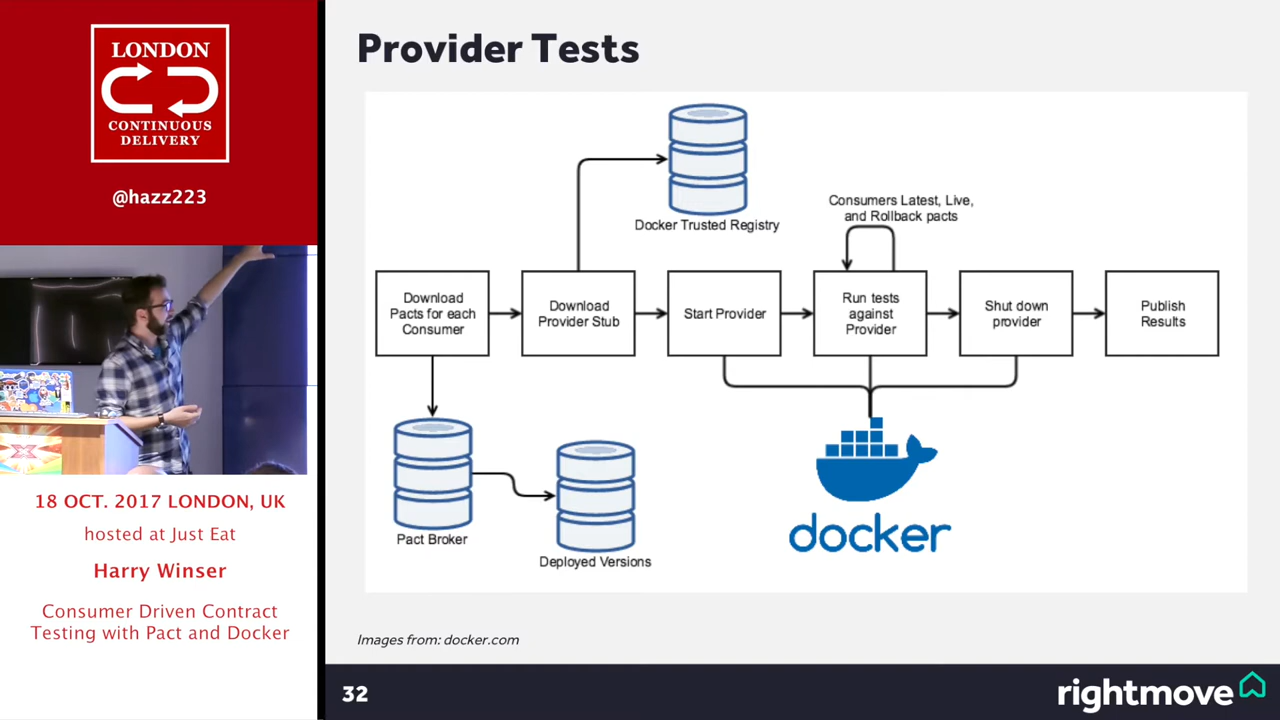 LONDON
CONTINUOUS
DELIVERY
@hazz223
18 OCT. 2017 LONDON, UK
hosted at Just Eat
Harry Winser
Consumer Driven Contract
Testing with Pact and Docker
Provider Tests
Docker Trusted Registry
Consumers Latest, Live,
and Rollback pacts
Download
Pacts for each
Consumer
Download
Provider Stub
Start Provider
Run tests
against
Provider
Shut down
provider
Publish
Results
Pact Broker
Deployed Versions
docker
Images from: docker.com
32
rightmove